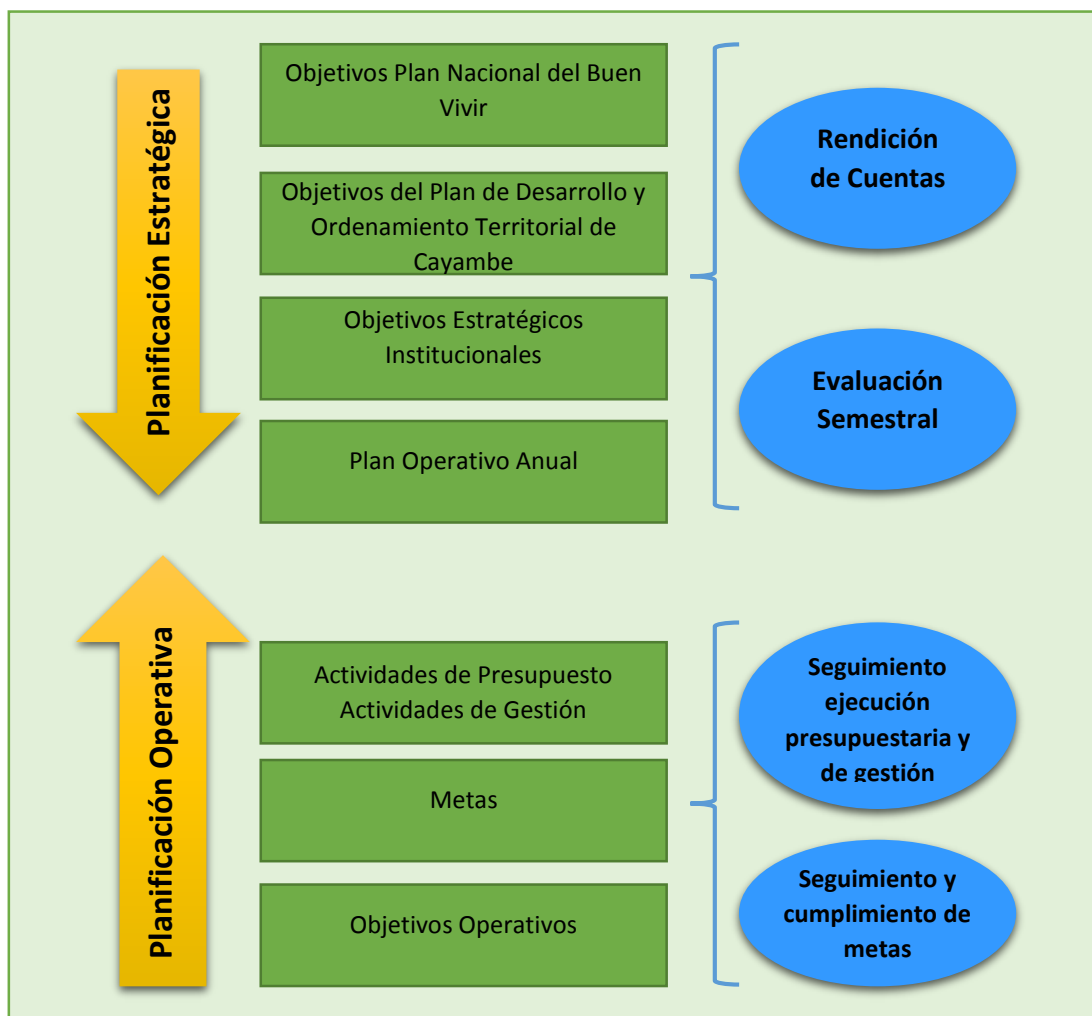 Planificación Estratégica
Objetivos Plan Nacional del Buen
Vivir
Objetivos del Plan de Desarrollo y
Ordenamiento Territorial de
Cayambe
Objetivos Estratégicos
Institucionales
Plan Operativo Anual
Rendición
de Cuentas
Evaluación
Semestral
Planificación Operativa
Actividades de Presupuesto
Actividades de Gestión
Metas
Objetivos Operativos
Seguimiento
ejecución
presupuestaria y
de gestión
Seguimiento y
cumplimiento de
metas